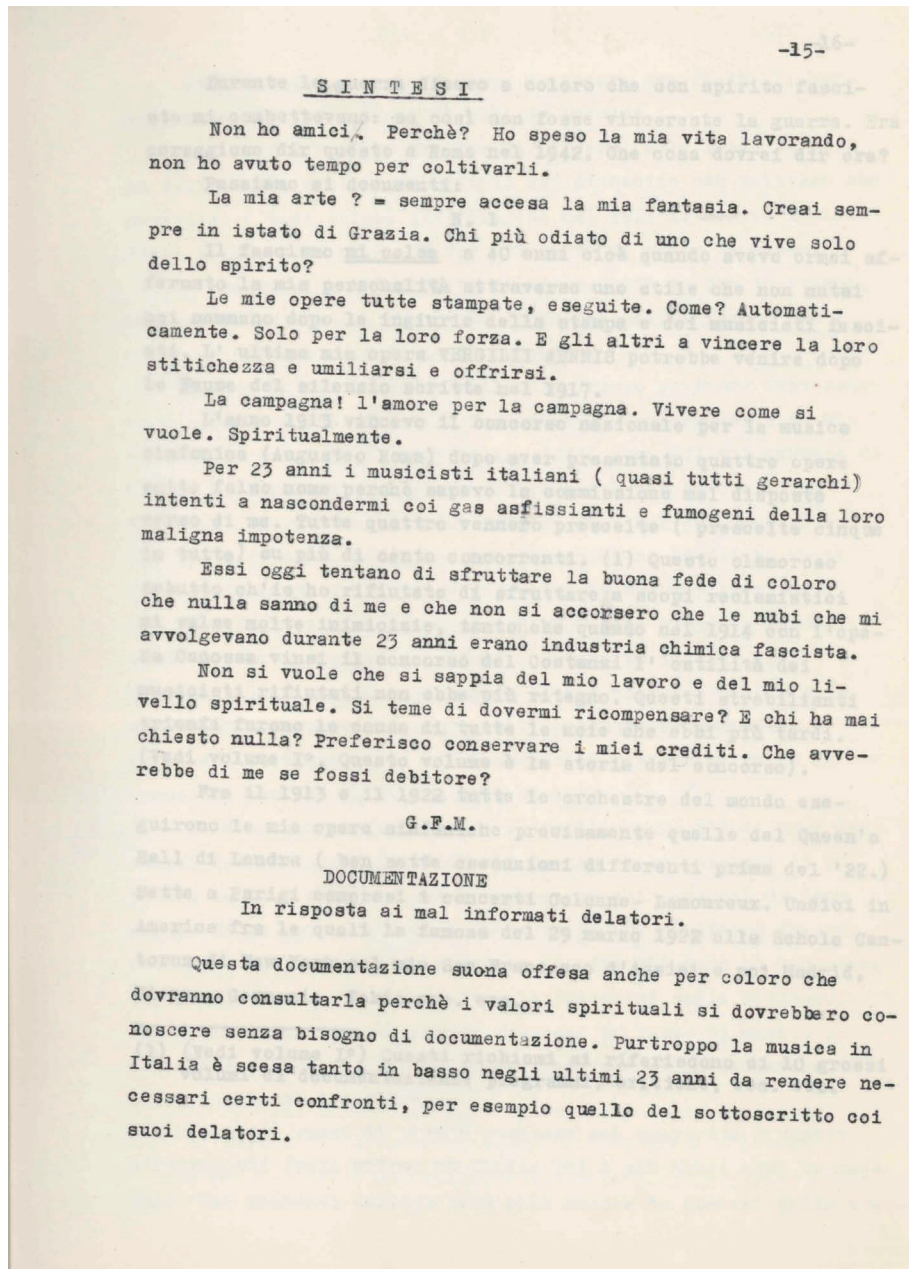 -15-
S I N T E S I
Non ho amici. Perchè? Ho speso la mia vita lavorando,
non ho avuto tempo per coltivarli.
La mia arte ? = sempre accesa la mia fantasia. Creai sem-
pre in istato di Grazia. Chi più odiato di uno che vive solo
dello spirito?
Le mie opere tutte stampate, eseguite. Come? Automati-
camente. Solo per la loro forza. E gli altri a vincere la loro
stitichezza e umiliarsi e offrirsi.
La campagna! l'amore per la campagna. Vivere come si
vuole. Spiritualmente.
Per 23 anni i musicisti italiani ( quasi tutti gerarchi)
intenti a nascondermi coi gas asfissianti e fumogeni della loro
maligna impotenza.
Essi oggi tentano di sfruttare la buona fede di coloro
che nulla sanno di me e che non si accorsero che le nubi che mi
avvolgevano durante 23 anni erano industria chimica fascista.
Non si vuole che si sappia del mio lavoro e del mio li-
vello spirituale. Si teme di dovermi ricompensare? E chi ha mai
chiesto nulla? Preferisco conservare i miei crediti. Che avve-
rebbe di me se fossi debitore?
G.F.M.
DOCUMENTAZIONE
In risposta ai mal informati delatori.
Questa documentazione suona offesa anche per coloro che
dovranno consultarla perchè i valori spirituali si dovrebbero co-
noscere senza bisogno di documentazione. Purtroppo la musica in
Italia è scesa tanto in basso negli ultimi 23 anni da rendere ne-
cessari certi confronti, per esempio quello del sottoscritto coi
suoi delatori.